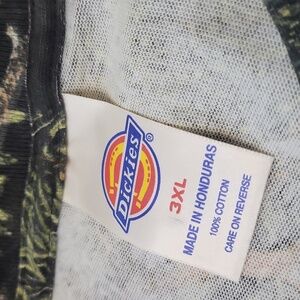 Dickies
®
3XL
MADE IN HONDURAS
100% COTTON
CARE ON REVERSE